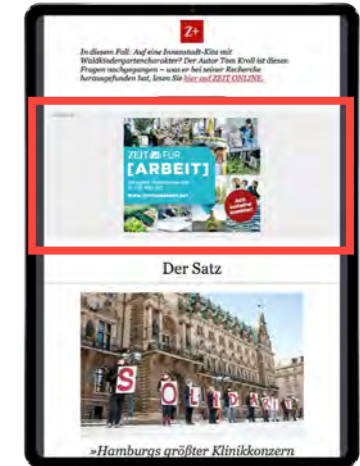 Z+
In diesem Fall: Auf eine Innenstadt-Kita mit
Waldkindergartencharakter? Der Autor Tom Kroll ist diesen
Fragen nachgegangen – was er bei seiner Recherche
herausgefunden hat, lesen Sie hier auf ZEIT ONLINE.
ZEIT FÜR
[ARBEIT]
Der Satz
SOLIDARIT
»Hamburgs größter Klinikkonzern